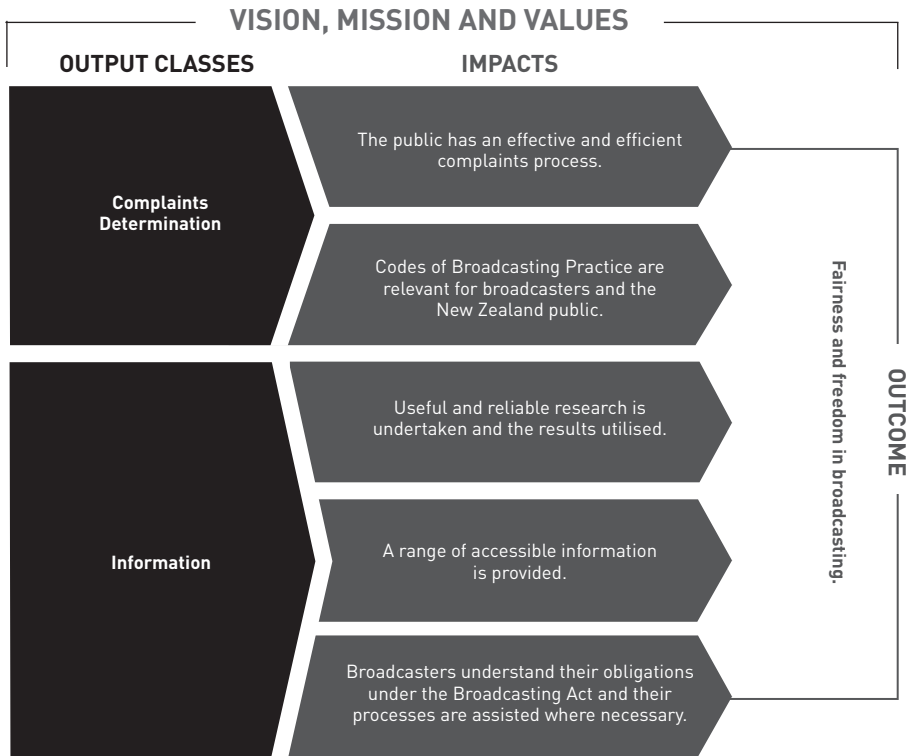 VISION, MISSION AND VALUES
OUTPUT CLASSES
IMPACTS
Complaints
Determination
The public has an effective and efficient
complaints process.
Codes of Broadcasting Practice are
relevant for broadcasters and the
New Zealand public.
Information
Useful and reliable research is
undertaken and the results utilised.
A range of accessible information
is provided.
Broadcasters understand their obligations
under the Broadcasting Act and their
processes are assisted where necessary.
Fairness and freedom in broadcasting.
OUTCOME